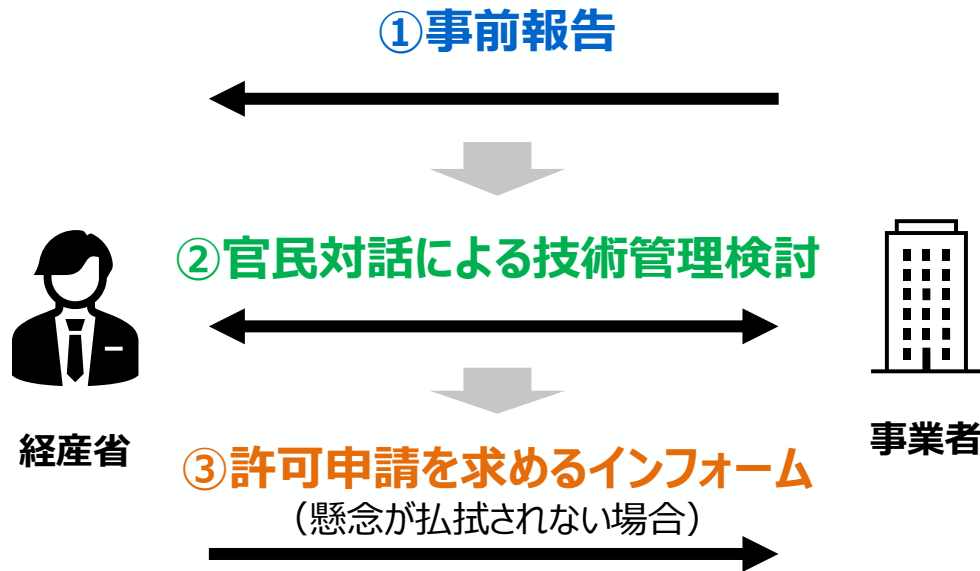 ①事前報告
②官民対話による技術管理検討
経産省
事業者
③許可申請を求めるインフォーム
（懸念が払拭されない場合）